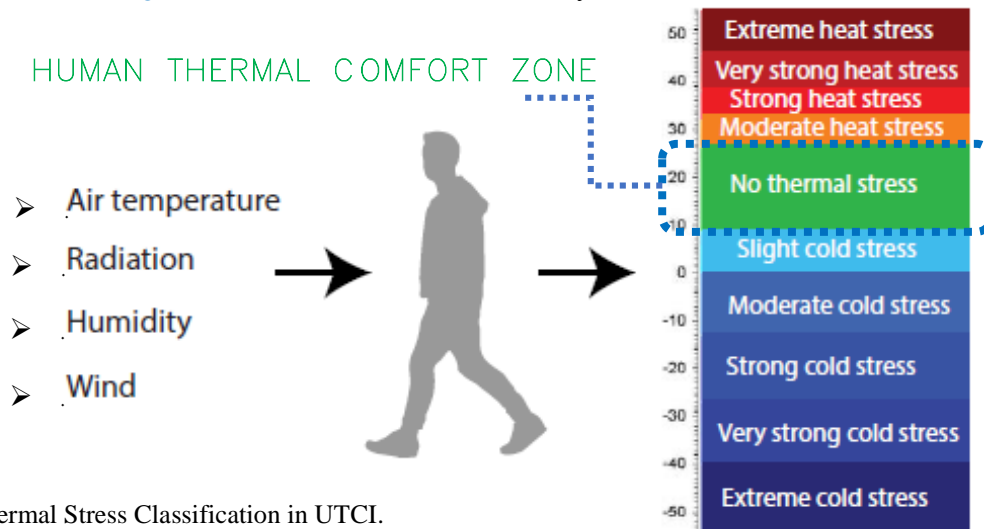 HUMAN THERMAL COMFORT ZONE
➢ Air temperature
➢ Radiation
➢ Humidity
➢ Wind
50
40
30
20
10
0
-10
-20
-30
-40
-50
Extreme heat stress
Very strong heat stress
Strong heat stress
Moderate heat stress
No thermal stress
Slight cold stress
Moderate cold stress
Strong cold stress
Very strong cold stress
Extreme cold stress
ermal Stress Classification in UTCI.